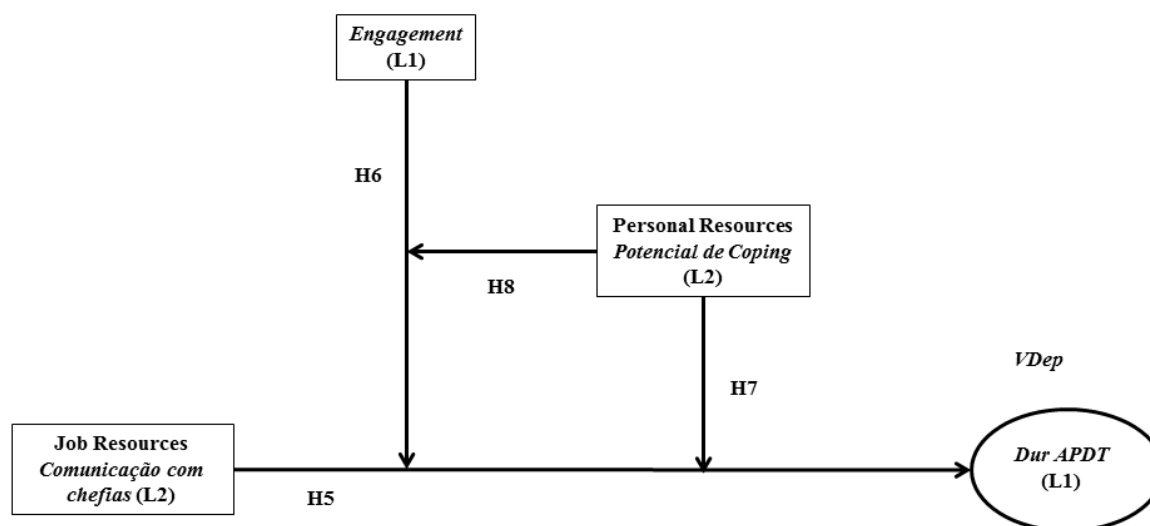 Engagement
(L1)
H6
Personal Resources
Potencial de Coping
(L2)
H8
VDep
H7
Job Resources
Comunicação com
chefias (L2)
Dur APDT
(L1)
H5